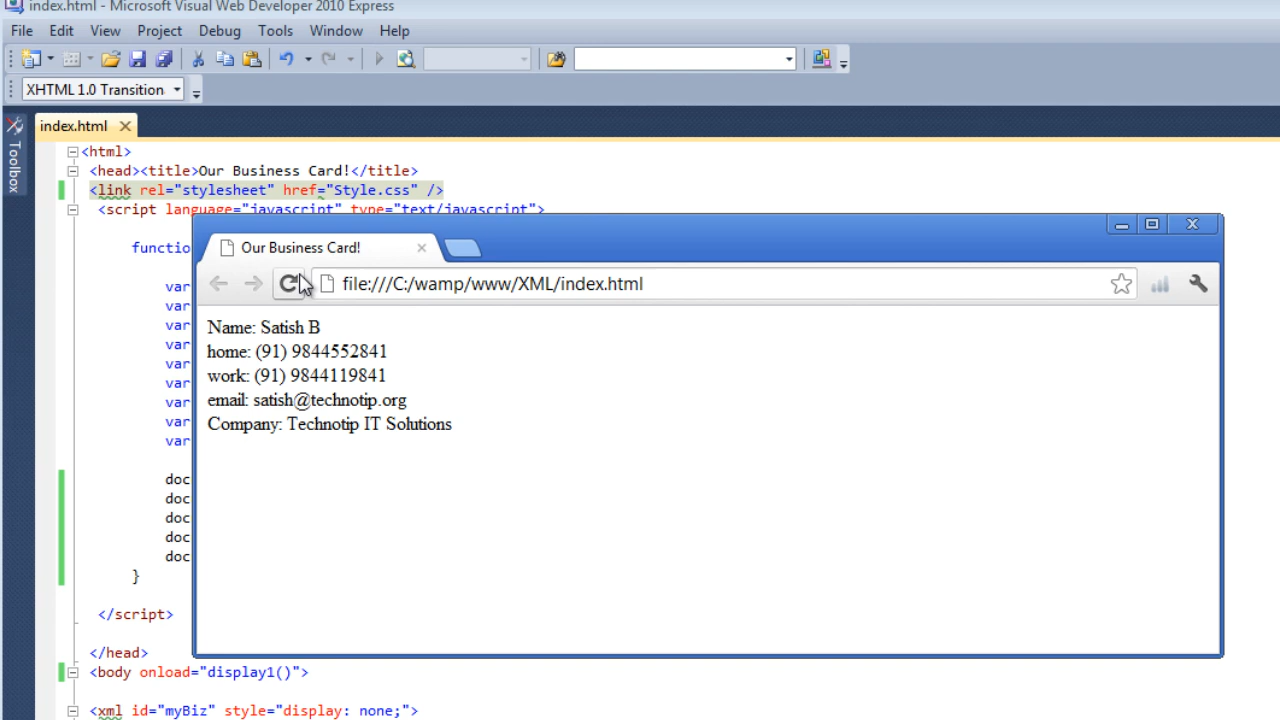 index.html - Microsoft Visual Web Developer 2010 Express
File Edit View Project Debug Tools Window Help
XHTML 1.0 Transition
Toolbox
index.html
<html>
<head><title>Our Business Card!</title>
<link rel="stylesheet" href="Style.css" />
<script language="javascript" type="text/javascript">
functio
var
var
var
var
var
var
var
var
var
doc
doc
doc
doc
doc
}
</script>
</head>
<body onload="display1()">
<xml id="myBiz" style="display: none;">
Our Business Card!
file:///C:/wamp/www/XML/index.html
Name: Satish B
home: (91) 9844552841
work: (91) 9844119841
email: satish@technotip.org
Company: Technotip IT Solutions